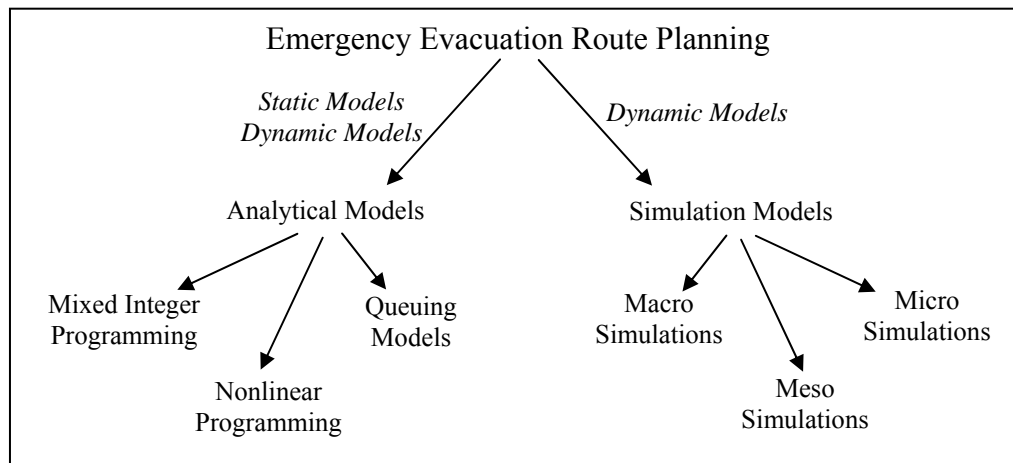 Emergency Evacuation Route Planning
Static Models
Dynamic Models
Dynamic Models
Analytical Models
Simulation Models
Mixed Integer
Programming
Queuing
Models
Nonlinear
Programming
Macro
Simulations
Micro
Simulations
Meso
Simulations